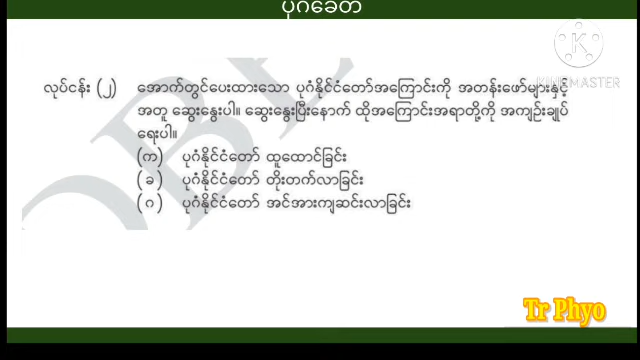 ပုဂံခေတ်
KINEMASTER
လုပ်ငန်း (၂) အောက်တွင်ပေးထားသော ပုဂံနိုင်ငံတော်အကြောင်းကို အတန်းဖော်များနှင့်
အတူ ဆွေးနွေးပါ။ ဆွေးနွေးပြီးနောက် ထိုအကြောင်းအရာတို့ကို အကျဉ်းချုပ်
ရေးပါ။
(က) ပုဂံနိုင်ငံတော် ထူထောင်ခြင်း
(ခ) ပုဂံနိုင်ငံတော် တိုးတက်လာခြင်း
(ဂ) ပုဂံနိုင်ငံတော် အင်အားကျဆင်းလာခြင်း
Tr Phyo